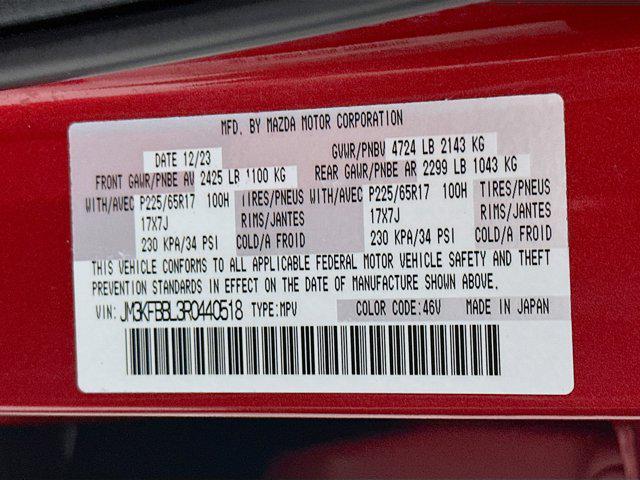 MFD. BY MAZDA MOTOR CORPORATION
DATE 12/23 GVWR/PNBV 4724 LB 2143 KG
FRONT GAWR/PNBE AV 2425 LB 1100 KG REAR GAWR/PNBE AR 2299 LB 1043 KG
WITH/AVEC P225/65R17 100H TIRES/PNEUS WITH/AVEC P225/65R17 100H TIRES/PNEUS
17X7J RIMS/JANTES 17X7J RIMS/JANTES
230 KPA/34 PSI COLD/A FROID 230 KPA/34 PSI COLD/A FROID
THIS VEHICLE CONFORMS TO ALL APPLICABLE FEDERAL MOTOR VEHICLE SAFETY AND THEFT
PREVENTION STANDARDS IN EFFECT ON THE DATE OF MANUFACTURE SHOWN ABOVE.
VIN: JM3KFBBL3R0440518 TYPE:MPV COLOR CODE:46V MADE IN JAPAN